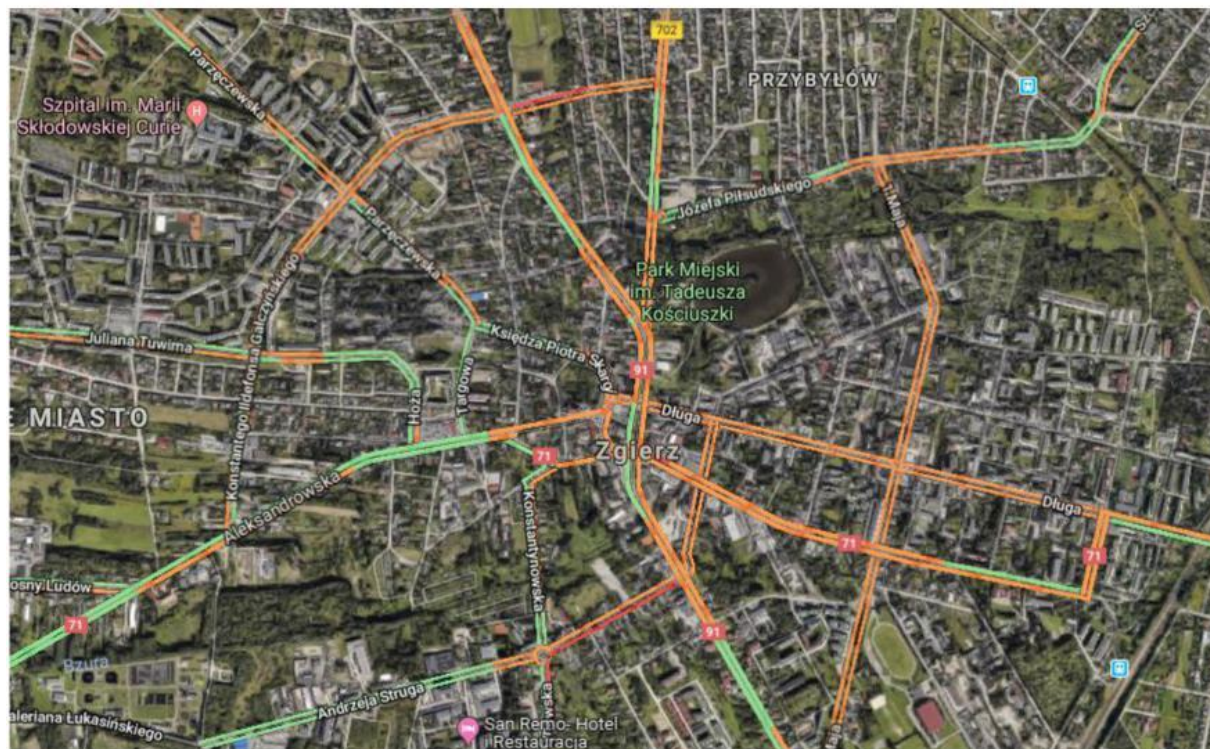 702
PRZYBYŁÓW
Parzęczewska
Szpital im. Marii
Skłodowskiej Curie
H
Józefa Piłsudskiego
1 Maja
Parzęczewska
Park Miejski
im. Tadeusza
Kościuszki
Konstantego Ildefonsa Gałczyńskiego
Juliana Tuwima
Księdza Piotra Skargi
Targowa
91
Hoża
E MIASTO
Długa
Zgierz
71
Aleksandrowska
Konstantynowska
Długa
71
71
osny Ludów
71
91
Bzura
Andrzeja Struga
aleriana Łukasińskiego
San Remo- Hotel
i Restauracja